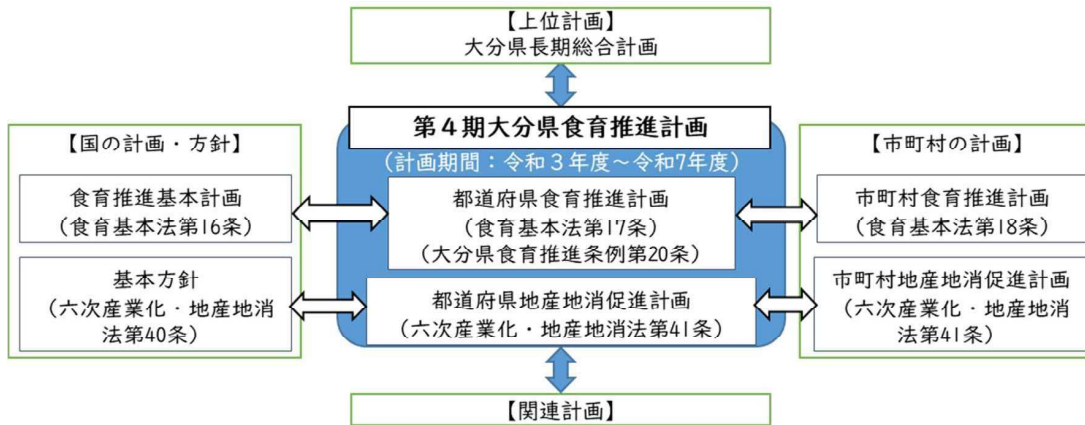 【上位計画】
大分県長期総合計画
第4期大分県食育推進計画
(計画期間:令和3年度~令和7年度)
【国の計画・方針】
食育推進基本計画
(食育基本法第16条)
基本方針
(六次産業化・地産地消
法第40条)
都道府県食育推進計画
(食育基本法第17条)
(大分県食育推進条例第20条)
都道府県地産地消促進計画
(六次産業化・地産地消法第41条)
【市町村の計画】
市町村食育推進計画
(食育基本法第18条)
市町村地産地消促進計画
(六次産業化・地産地消
法第41条)
【関連計画】